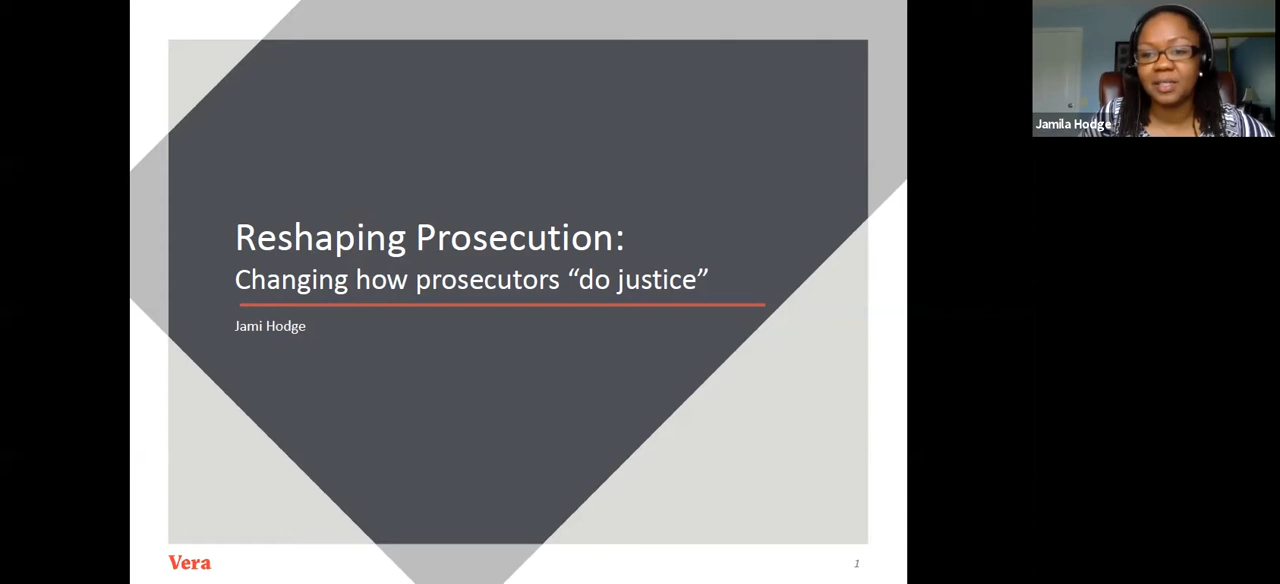 Reshaping Prosecution:
Changing how prosecutors “do justice”
Jami Hodge
Vera
1
Jamila Hodge